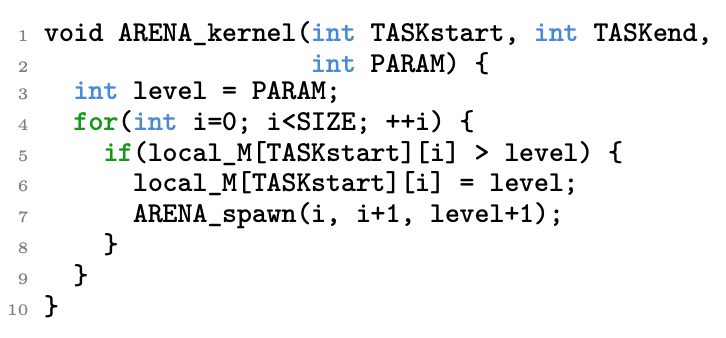 1 void ARENA_kernel(int TASKstart, int TASKend,
2                   int PARAM) {
3   int level = PARAM;
4   for(int i=0; i<SIZE; ++i) {
5     if(local_M[TASKstart][i] > level) {
6       local_M[TASKstart][i] = level;
7       ARENA_spawn(i, i+1, level+1);
8     }
9   }
10 }